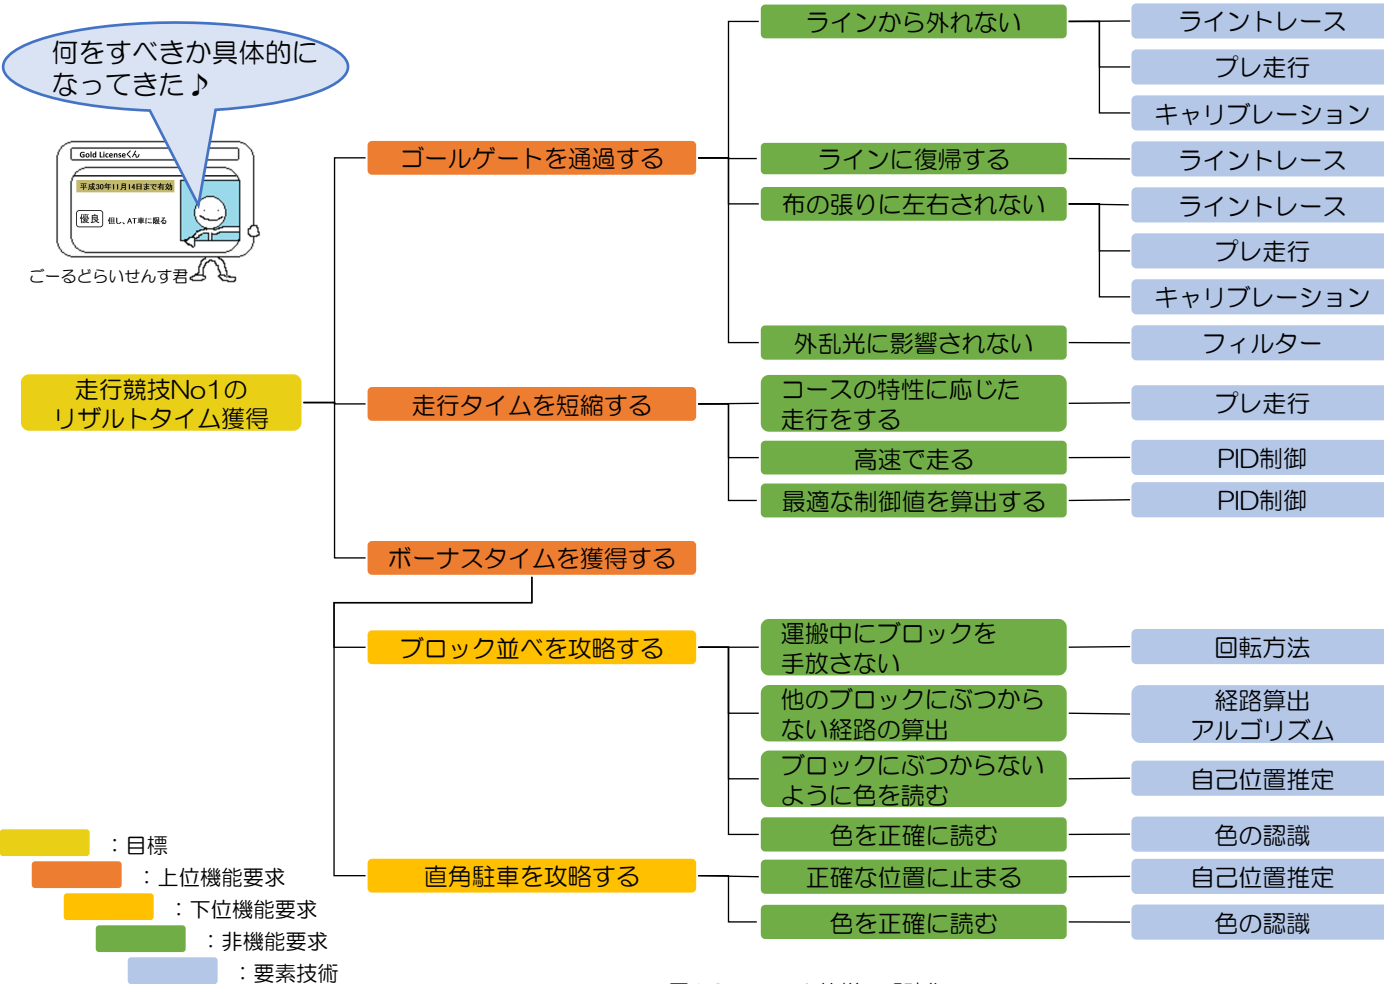 何をすべきか具体的に
なってきた♪
Gold Licenseくん
平成30年11月14日まで有効
優良 但し、AT車に限る
ごーるどらいせんす君
走行競技No1の
リザルトタイム獲得
ゴールゲートを通過する
ラインから外れない
ライントレース
プレ走行
キャリブレーション
ラインに復帰する
ライントレース
布の張りに左右されない
ライントレース
プレ走行
キャリブレーション
外乱光に影響されない
フィルター
走行タイムを短縮する
コースの特性に応じた
走行をする
プレ走行
高速で走る
PID制御
最適な制御値を算出する
PID制御
ボーナスタイムを獲得する
ブロック並べを攻略する
運搬中にブロックを
手放さない
回転方法
他のブロックにぶつから
ない経路の算出
経路算出
アルゴリズム
ブロックにぶつからない
ように色を読む
自己位置推定
色を正確に読む
色の認識
直角駐車を攻略する
正確な位置に止まる
自己位置推定
色を正確に読む
色の認識
：目標
：上位機能要求
：下位機能要求
：非機能要求
：要素技術